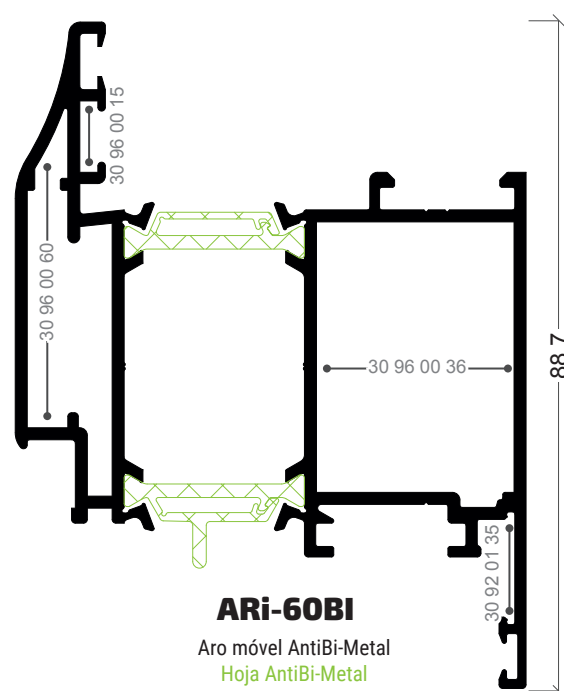 30 96 00 15
30 96 00 60
30 96 00 36
88.7
30 92 01 35
ARi-60BI
Aro móvel AntiBi-Metal
Hoja AntiBi-Metal